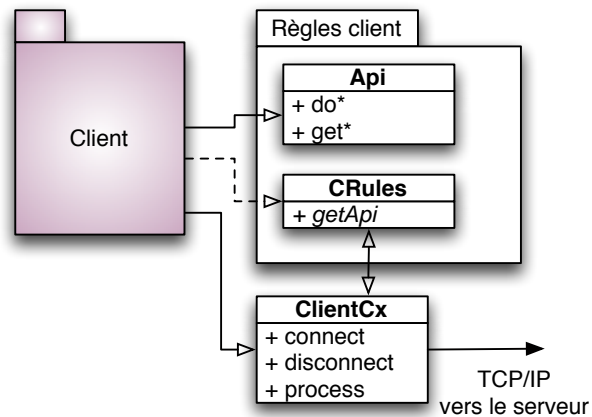 Règles client
Api
+ do*
+ get*
Client
CRules
+ getApi
ClientCx
+ connect
+ disconnect
+ process
TCP/IP
vers le serveur